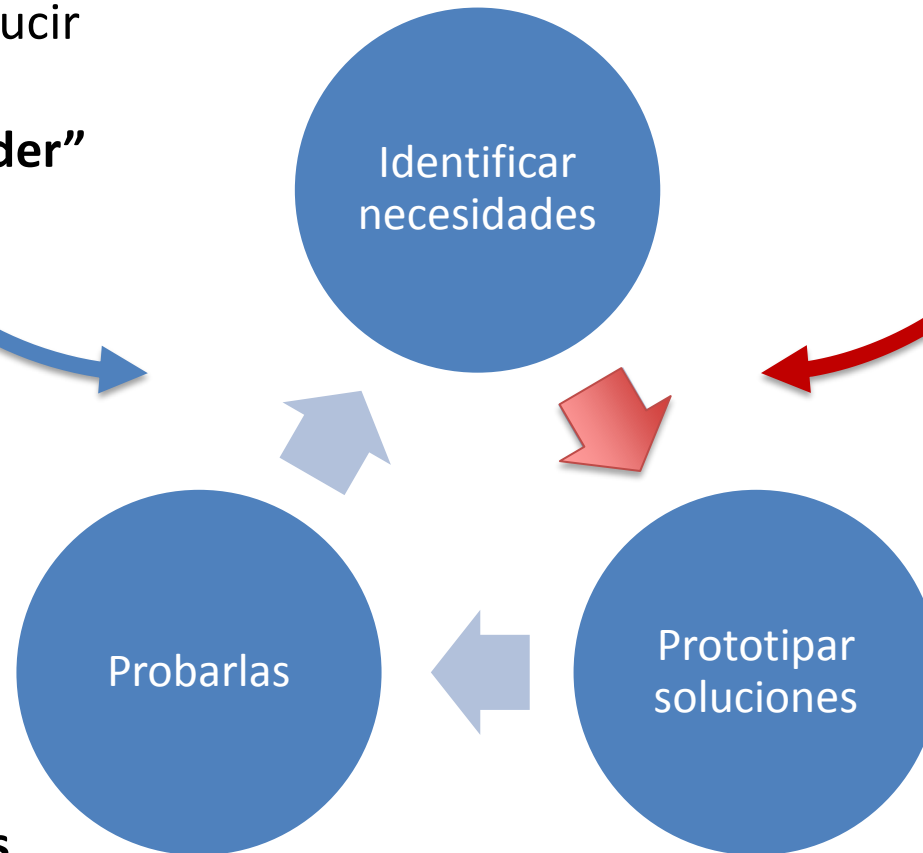 ucir
der”
Identificar
necesidades
Prototipar
soluciones
Probarlas
s